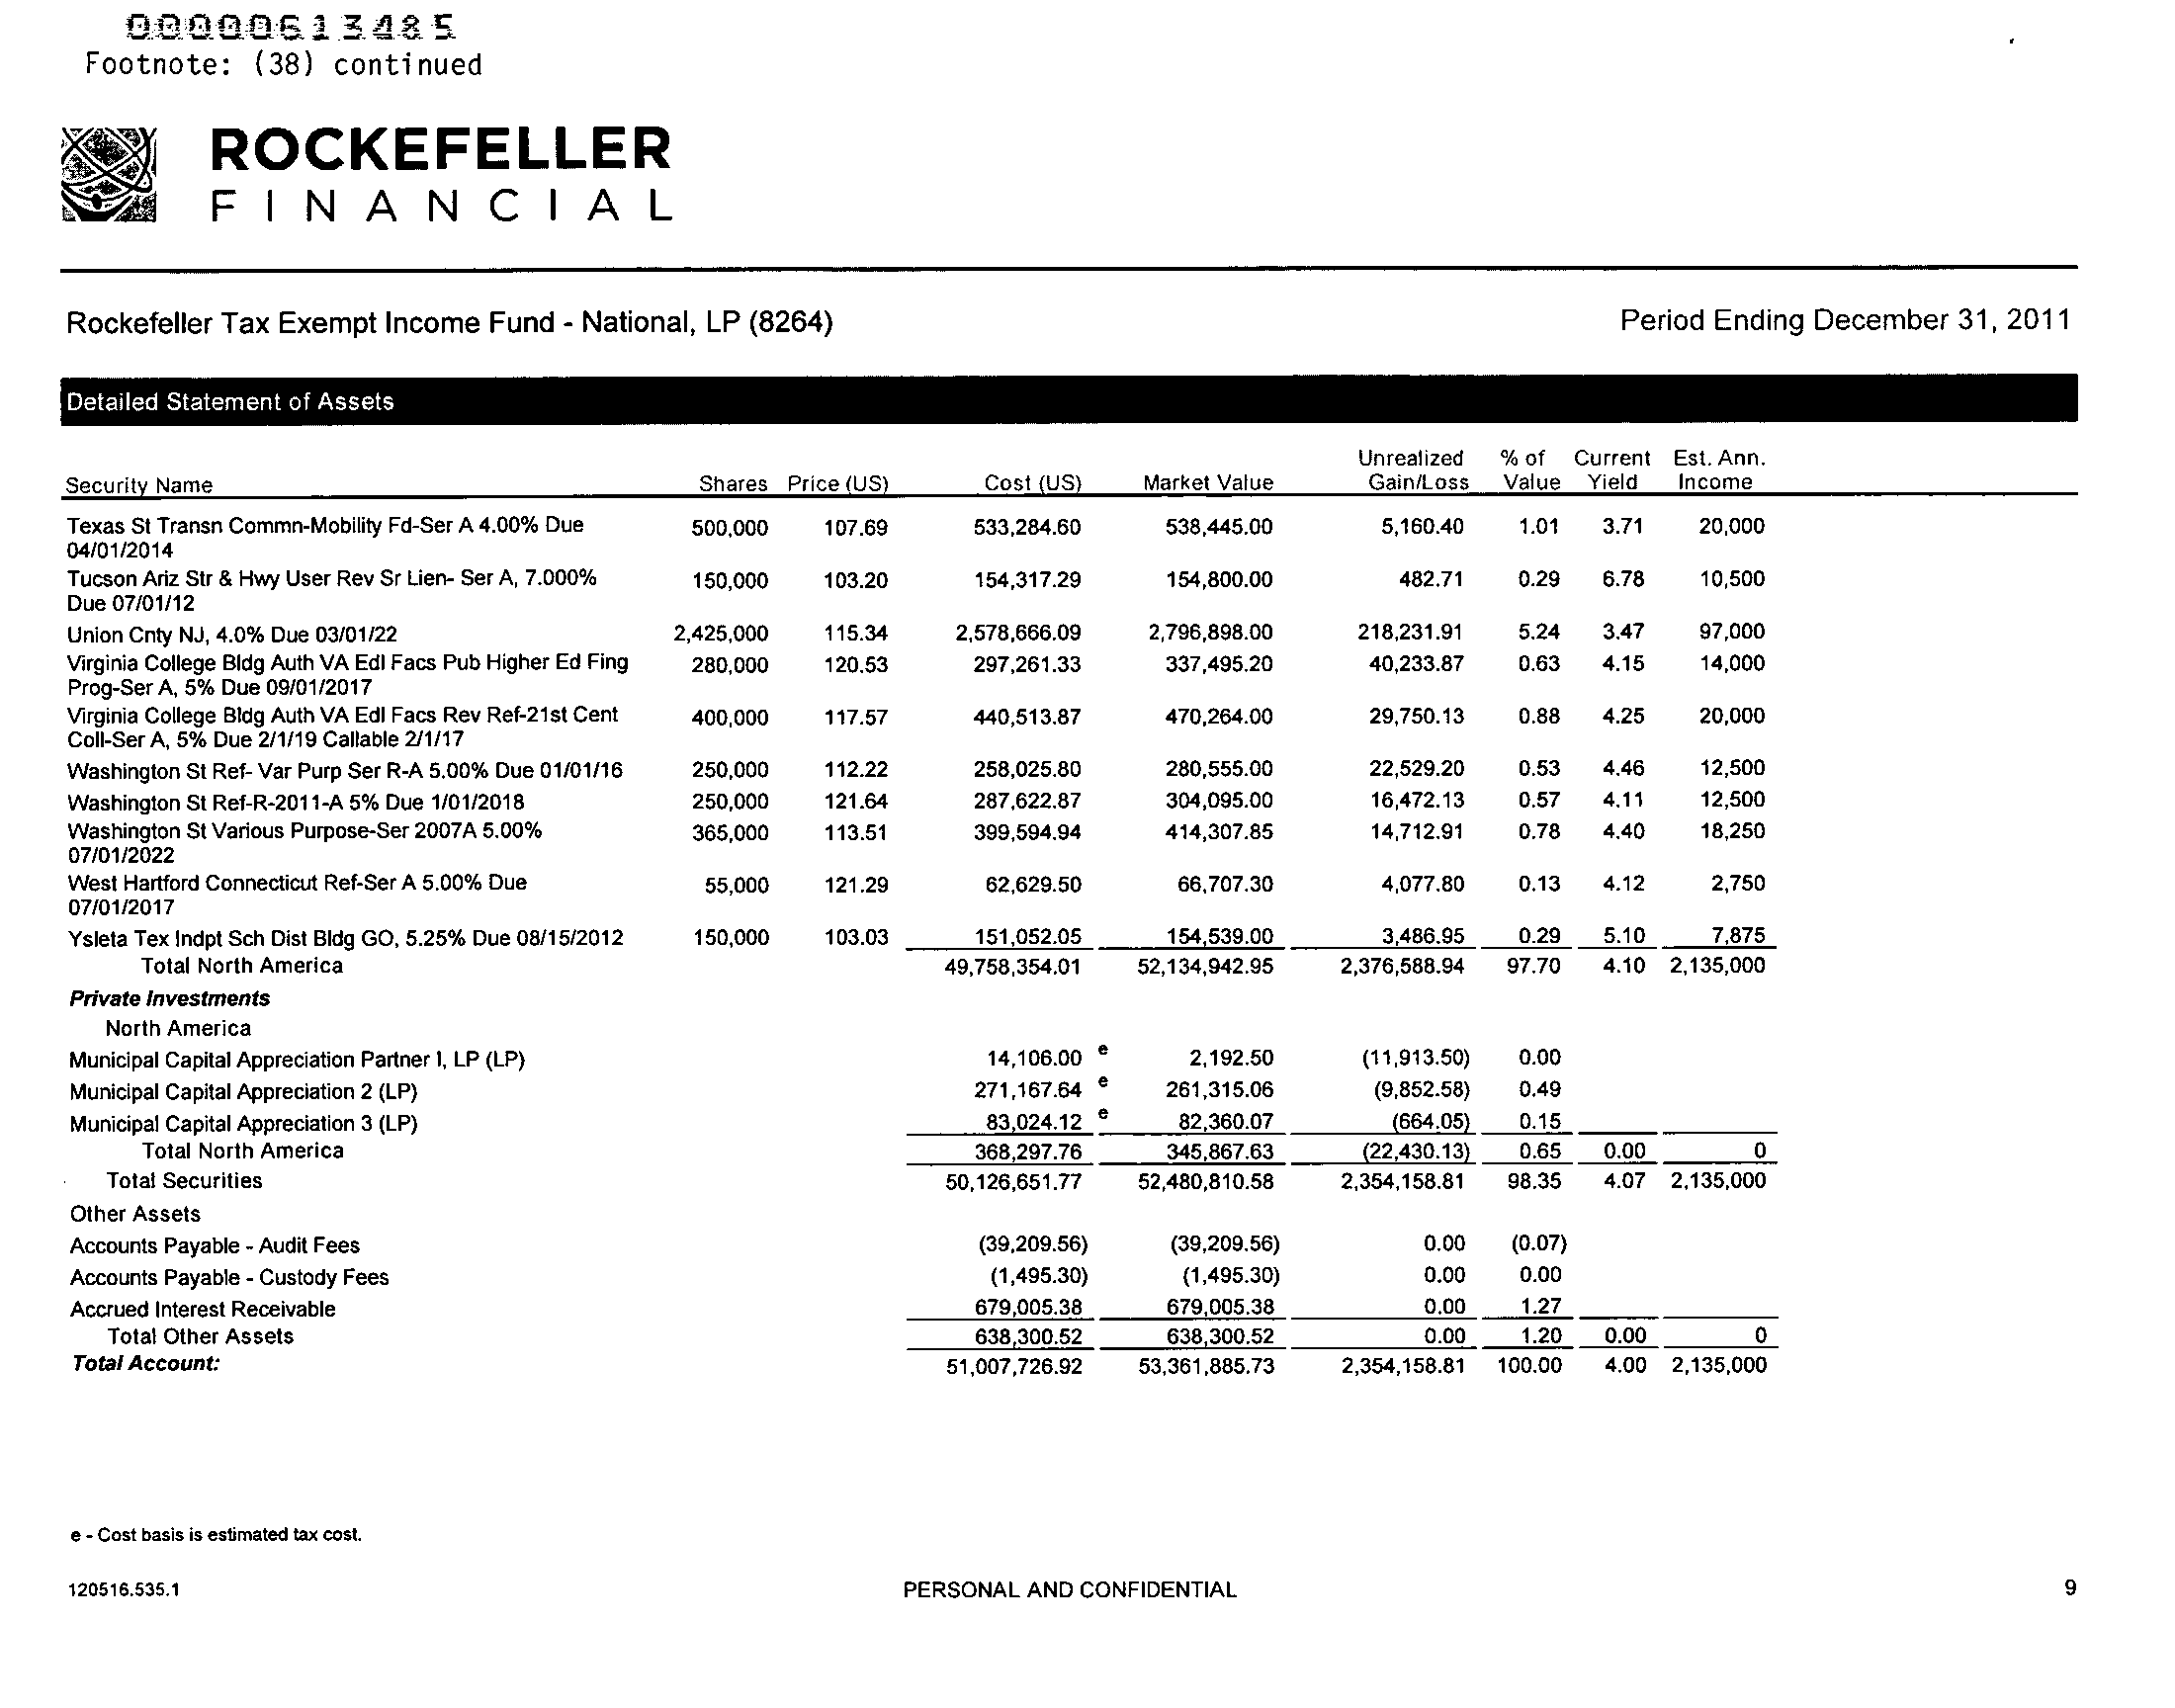 00000613485
Footnote: (38) continued
ROCKEFELLER
FINANCIAL
Rockefeller Tax Exempt Income Fund - National, LP (8264) Period Ending December 31, 2011
Detailed Statement of Assets
Unrealized % of Current Est. Ann.
Security Name Shares Price (US) Cost (US) Market Value Gain/Loss Value Yield Income
Texas St Transn Commn-Mobility Fd-Ser A 4.00% Due 500,000 107.69 533,284.60 538,445.00 5,160.40 1.01 3.71 20,000
04/01/2014
Tucson Ariz Str & Hwy User Rev Sr Lien- Ser A, 7.000% 150,000 103.20 154,317.29 154,800.00 482.71 0.29 6.78 10,500
Due 07/01/12
Union Cnty NJ, 4.0% Due 03/01/22 2,425,000 115.34 2,578,666.09 2,796,898.00 218,231.91 5.24 3.47 97,000
Virginia College Bldg Auth VA Edl Facs Pub Higher Ed Fing 280,000 120.53 297,261.33 337,495.20 40,233.87 0.63 4.15 14,000
Prog-Ser A, 5% Due 09/01/2017
Virginia College Bldg Auth VA Edl Facs Rev Ref-21st Cent 400,000 117.57 440,513.87 470,264.00 29,750.13 0.88 4.25 20,000
Coll-Ser A, 5% Due 2/1/19 Callable 2/1/17
Washington St Ref- Var Purp Ser R-A 5.00% Due 01/01/16 250,000 112.22 258,025.80 280,555.00 22,529.20 0.53 4.46 12,500
Washington St Ref-R-2011-A 5% Due 1/01/2018 250,000 121.64 287,622.87 304,095.00 16,472.13 0.57 4.11 12,500
Washington St Various Purpose-Ser 2007A 5.00% 365,000 113.51 399,594.94 414,307.85 14,712.91 0.78 4.40 18,250
07/01/2022
West Hartford Connecticut Ref-Ser A 5.00% Due 55,000 121.29 62,629.50 66,707.30 4,077.80 0.13 4.12 2,750
07/01/2017
Ysleta Tex Indpt Sch Dist Bldg GO, 5.25% Due 08/15/2012 150,000 103.03 151,052.05 154,539.00 3,486.95 0.29 5.10 7,875
Total North America 49,758,354.01 52,134,942.95 2,376,588.94 97.70 4.10 2,135,000
Private Investments
North America
Municipal Capital Appreciation Partner I, LP (LP) 14,106.00 e 2,192.50 (11,913.50) 0.00
Municipal Capital Appreciation 2 (LP) 271,167.64 e 261,315.06 (9,852.58) 0.49
Municipal Capital Appreciation 3 (LP) 83,024.12 e 82,360.07 (664.05) 0.15
Total North America 368,297.76 345,867.63 (22,430.13) 0.65 0.00 0
Total Securities 50,126,651.77 52,480,810.58 2,354,158.81 98.35 4.07 2,135,000
Other Assets
Accounts Payable - Audit Fees (39,209.56) (39,209.56) 0.00 (0.07)
Accounts Payable - Custody Fees (1,495.30) (1,495.30) 0.00 0.00
Accrued Interest Receivable 679,005.38 679,005.38 0.00 1.27
Total Other Assets 638,300.52 638,300.52 0.00 1.20 0.00 0
Total Account: 51,007,726.92 53,361,885.73 2,354,158.81 100.00 4.00 2,135,000
e - Cost basis is estimated tax cost.
120516.535.1 PERSONAL AND CONFIDENTIAL 9